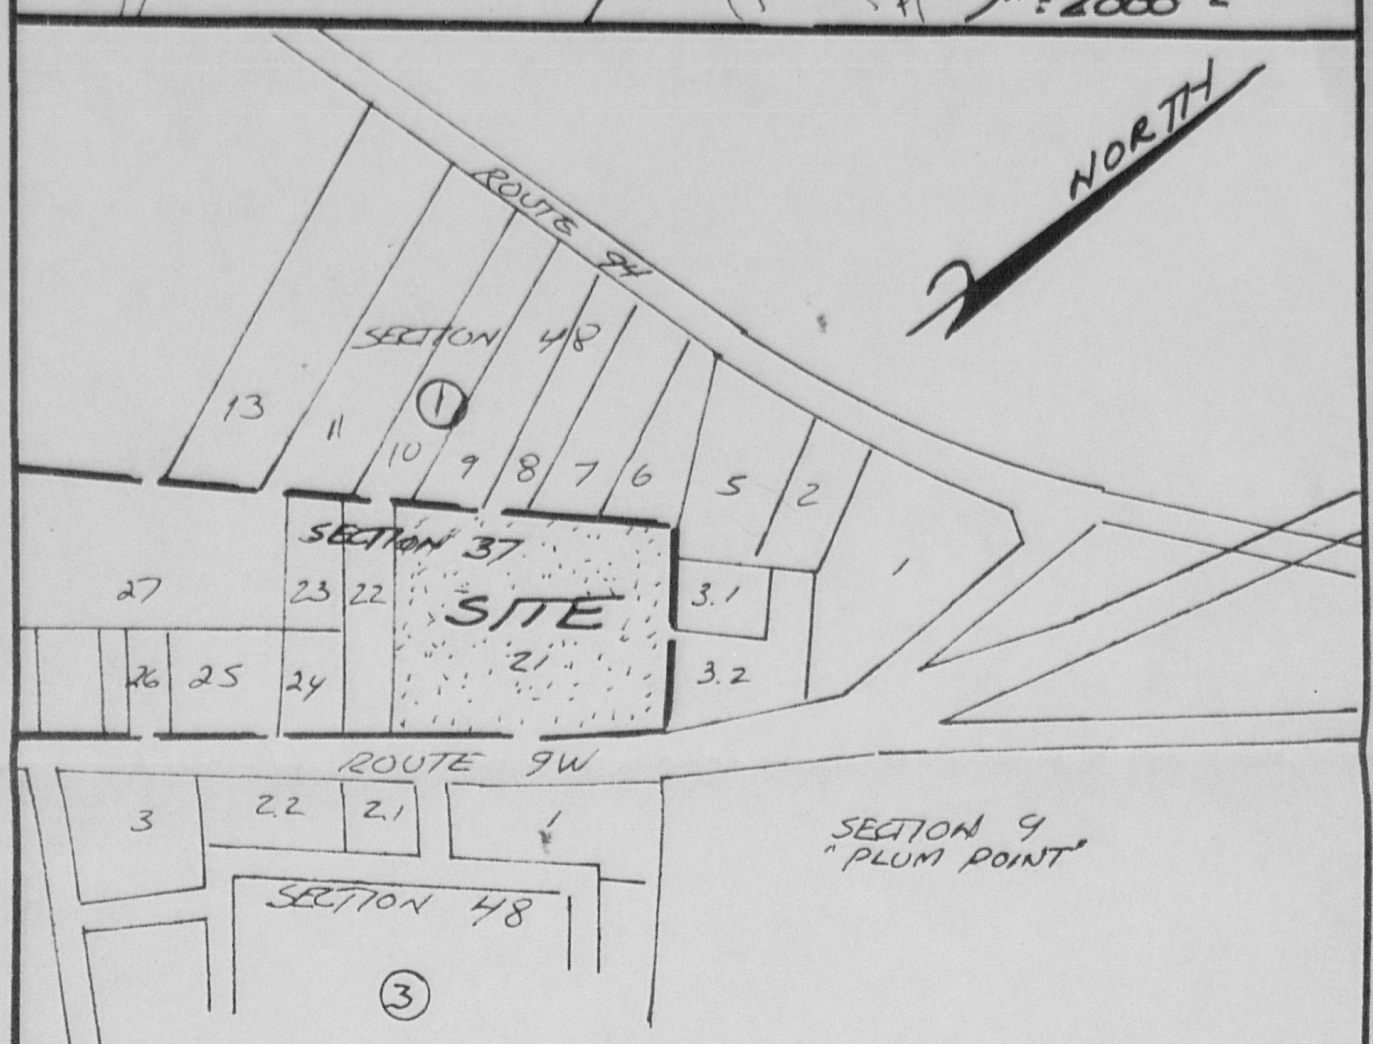 : 2000'±
NORTH
ROUTE 94
SECTION 48
1
13
11
10
9
8
7
6
5
2
1
SECTION 37
27
23
22
SITE
21
3.1
3.2
26
25
24
ROUTE 9W
3
2.2
2.1
1
SECTION 9
"PLUM POINT"
SECTION 48
3